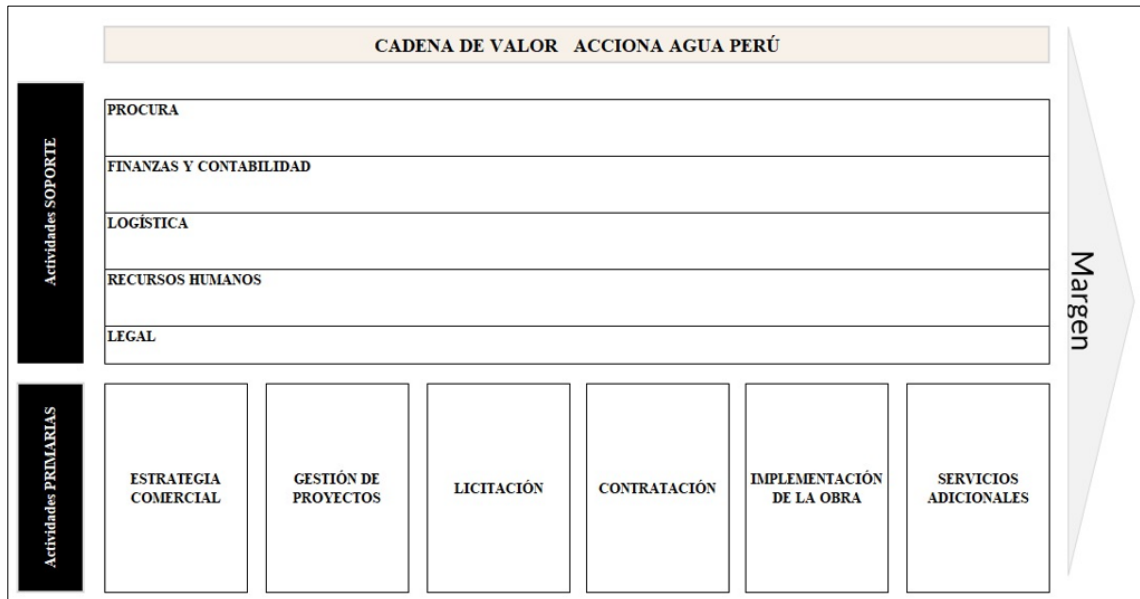 CADENA DE VALOR ACCIONA AGUA PERÚ
Actividades SOPORTE
PROCURA
FINANZAS Y CONTABILIDAD
LOGÍSTICA
RECURSOS HUMANOS
LEGAL
Margen
Actividades PRIMARIAS
ESTRATEGIA
COMERCIAL
GESTIÓN DE
PROYECTOS
LICITACIÓN
CONTRATACIÓN
IMPLEMENTACIÓN
DE LA OBRA
SERVICIOS
ADICIONALES